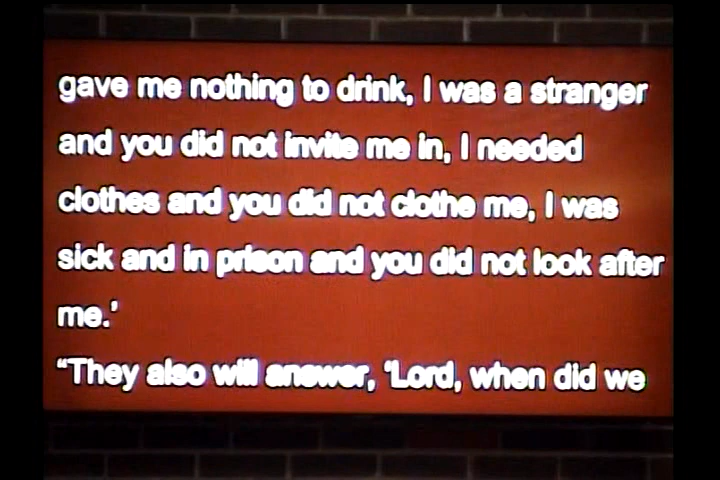 gave me nothing to drink, I was a stranger
and you did not invite me in, I needed
clothes and you did not clothe me, I was
sick and in prison and you did not look after
me.'
“They also will answer, ‘Lord, when did we